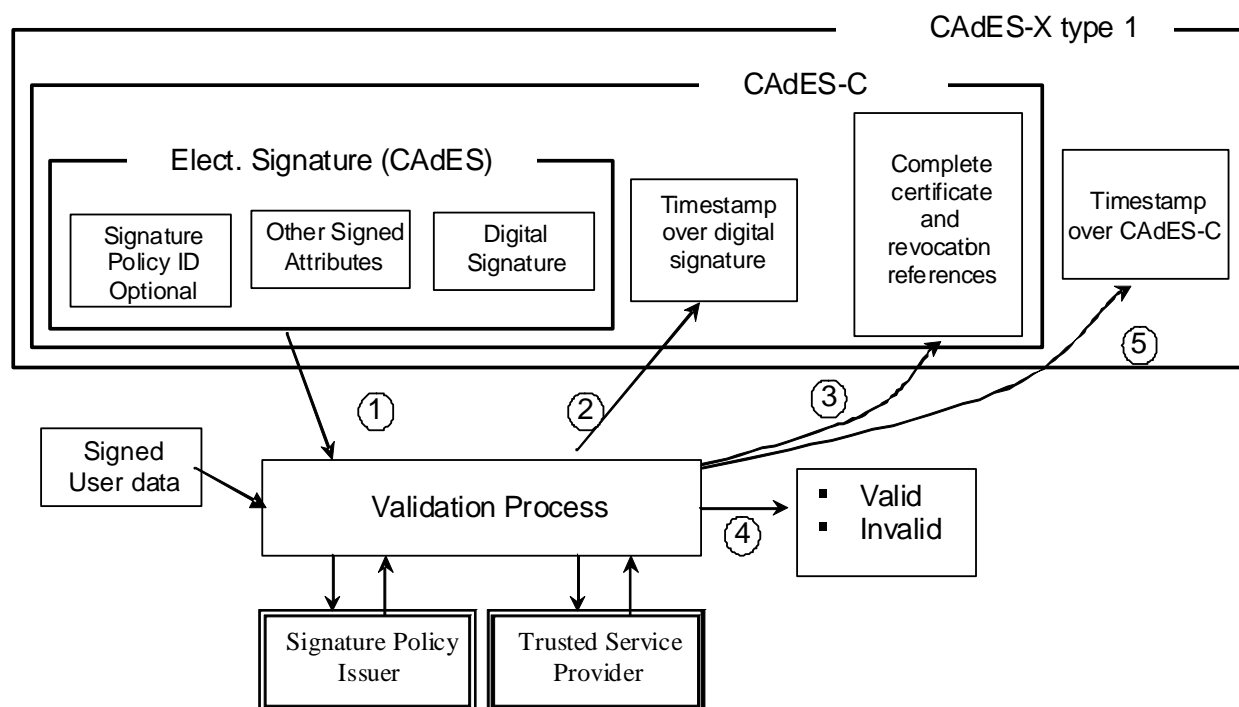 CAdES-X type 1
CAdES-C
Elect. Signature (CAdES)
Signature
Policy ID
Optional
Other Signed
Attributes
Digital
Signature
Timestamp
over digital
signature
Complete
certificate
and
revocation
references
Timestamp
over CAdES-C
1
2
3
5
Signed
User data
Validation Process
4
▪ Valid
▪ Invalid
Signature Policy
Issuer
Trusted Service
Provider